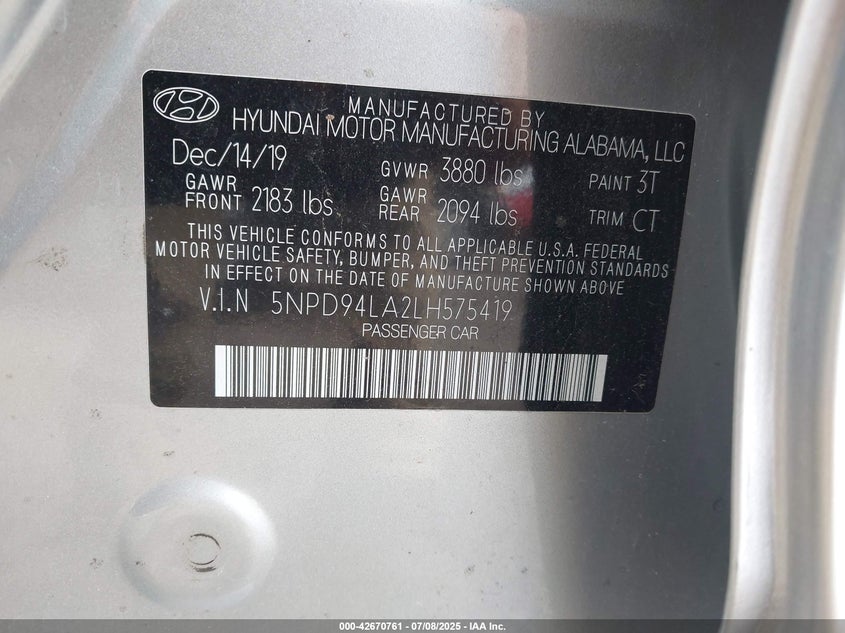 MANUFACTURED BY
HYUNDAI MOTOR MANUFACTURING ALABAMA, LLC
Dec/14/19 GVWR 3880 lbs PAINT 3T
GAWR FRONT 2183 lbs GAWR REAR 2094 lbs TRIM CT
THIS VEHICLE CONFORMS TO ALL APPLICABLE U.S.A. FEDERAL
MOTOR VEHICLE SAFETY, BUMPER, AND THEFT PREVENTION STANDARDS
IN EFFECT ON THE DATE OF MANUFACTURE SHOWN ABOVE
V.I.N 5NPD94LA2LH575419
PASSENGER CAR
000-42670761 - 07/08/2025 - IAA Inc.